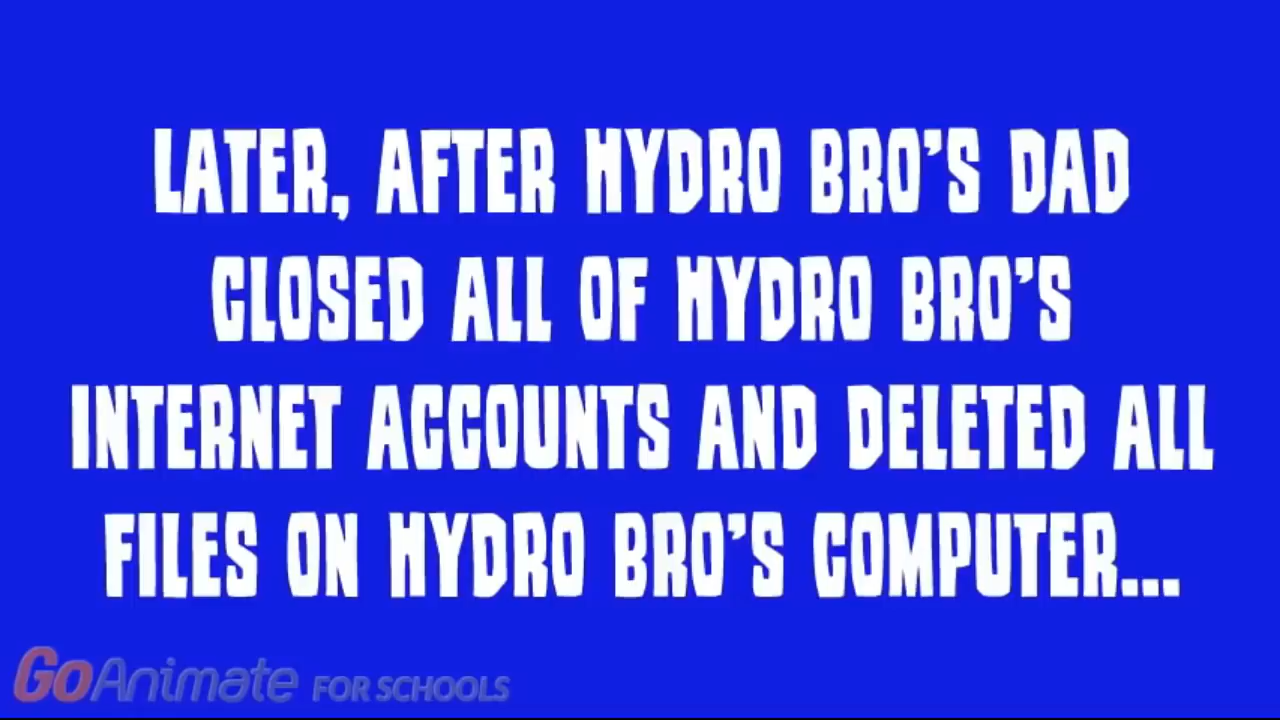 LATER, AFTER HYDRO BRO'S DAD
CLOSED ALL OF HYDRO BRO'S
INTERNET ACCOUNTS AND DELETED ALL
FILES ON HYDRO BRO'S COMPUTER...
GoAnimate FOR SCHOOLS